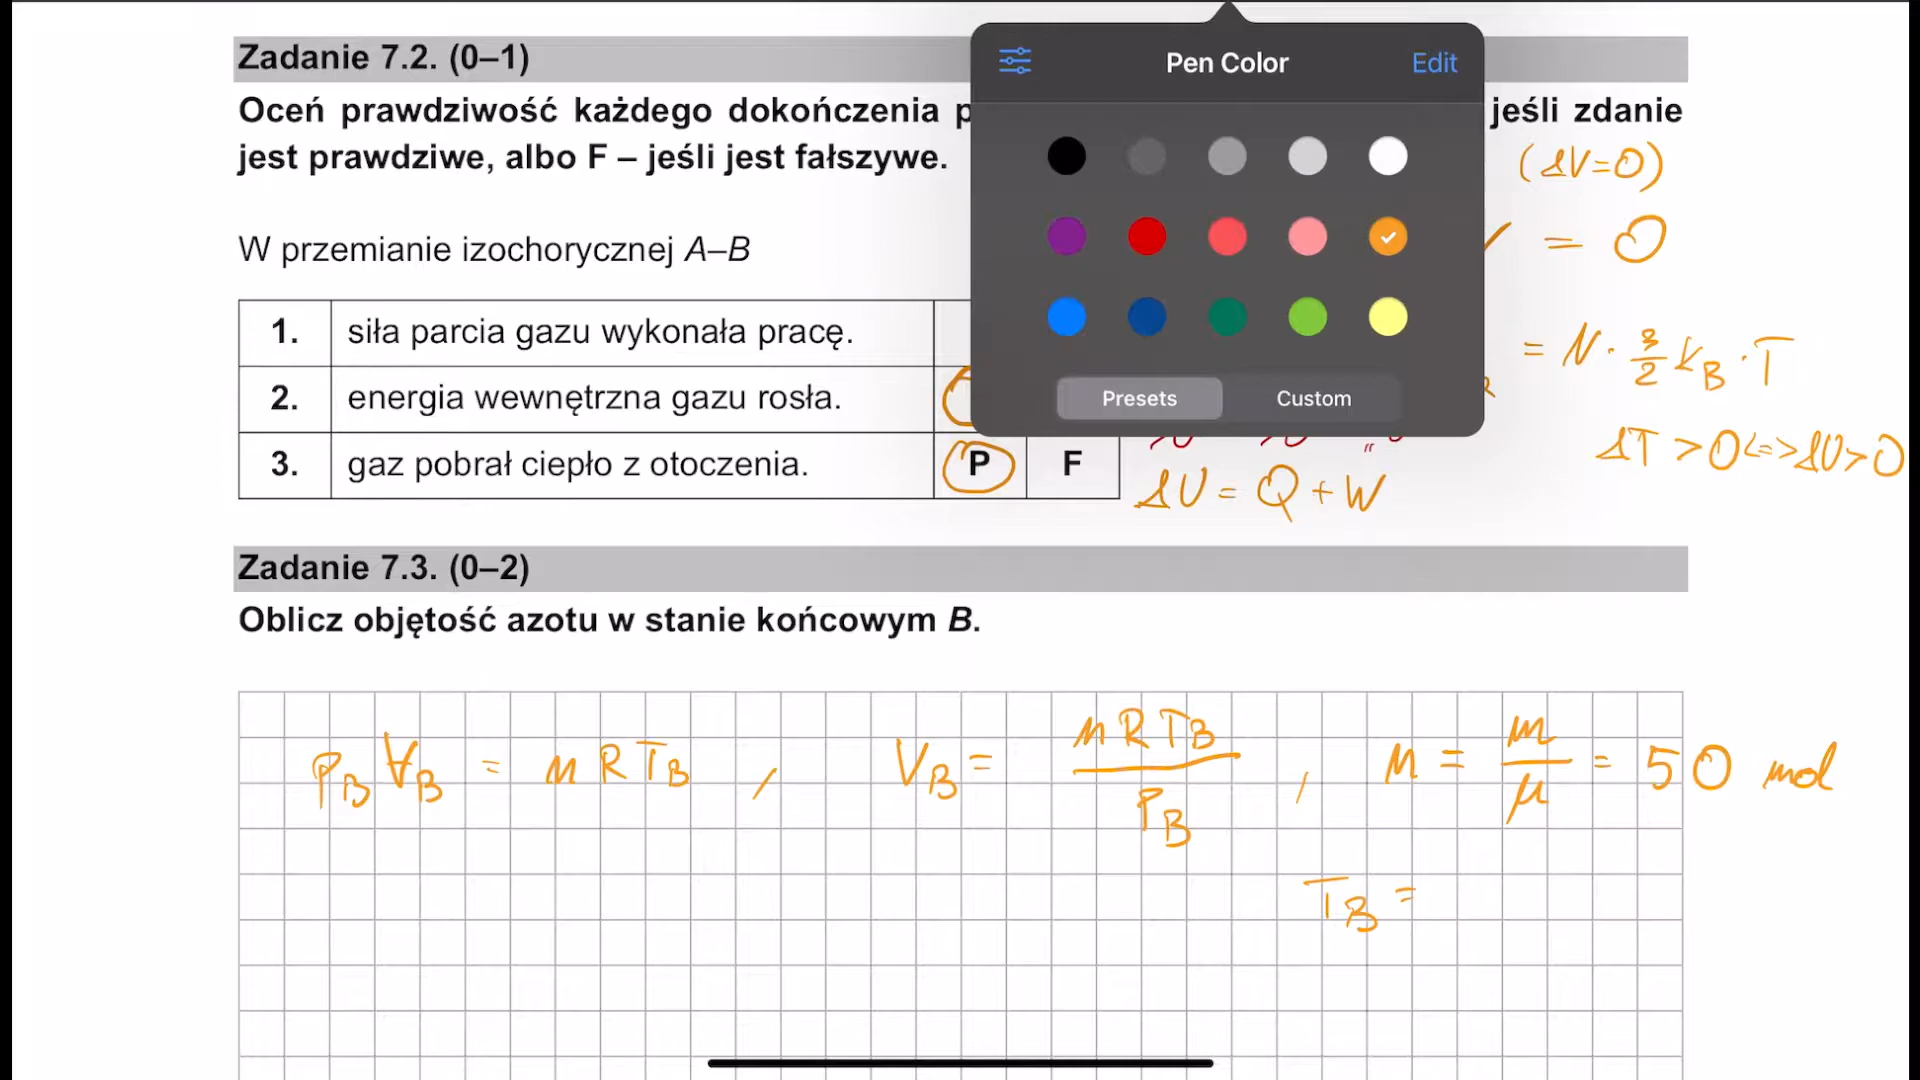 Zadanie 7.2. (0–1)
Pen Color
Edit
Oceń prawdziwość każdego dokończenia
jeśli zdanie
jest prawdziwe, albo F – jeśli jest fałszywe.
(ΔV=0)
= 0
W przemianie izochorycznej A–B
1. siła parcia gazu wykonała pracę.
= N · 3/2 k_B · T
2. energia wewnętrzna gazu rosła.
Presets Custom
ΔT > 0 <=> ΔU > 0
3. gaz pobrał ciepło z otoczenia. P F
ΔU = Q + W
Zadanie 7.3. (0–2)
Oblicz objętość azotu w stanie końcowym B.
p_B V_B = n R T_B , V_B = n R T_B / p_B , n = m / μ = 50 mol
T_B =